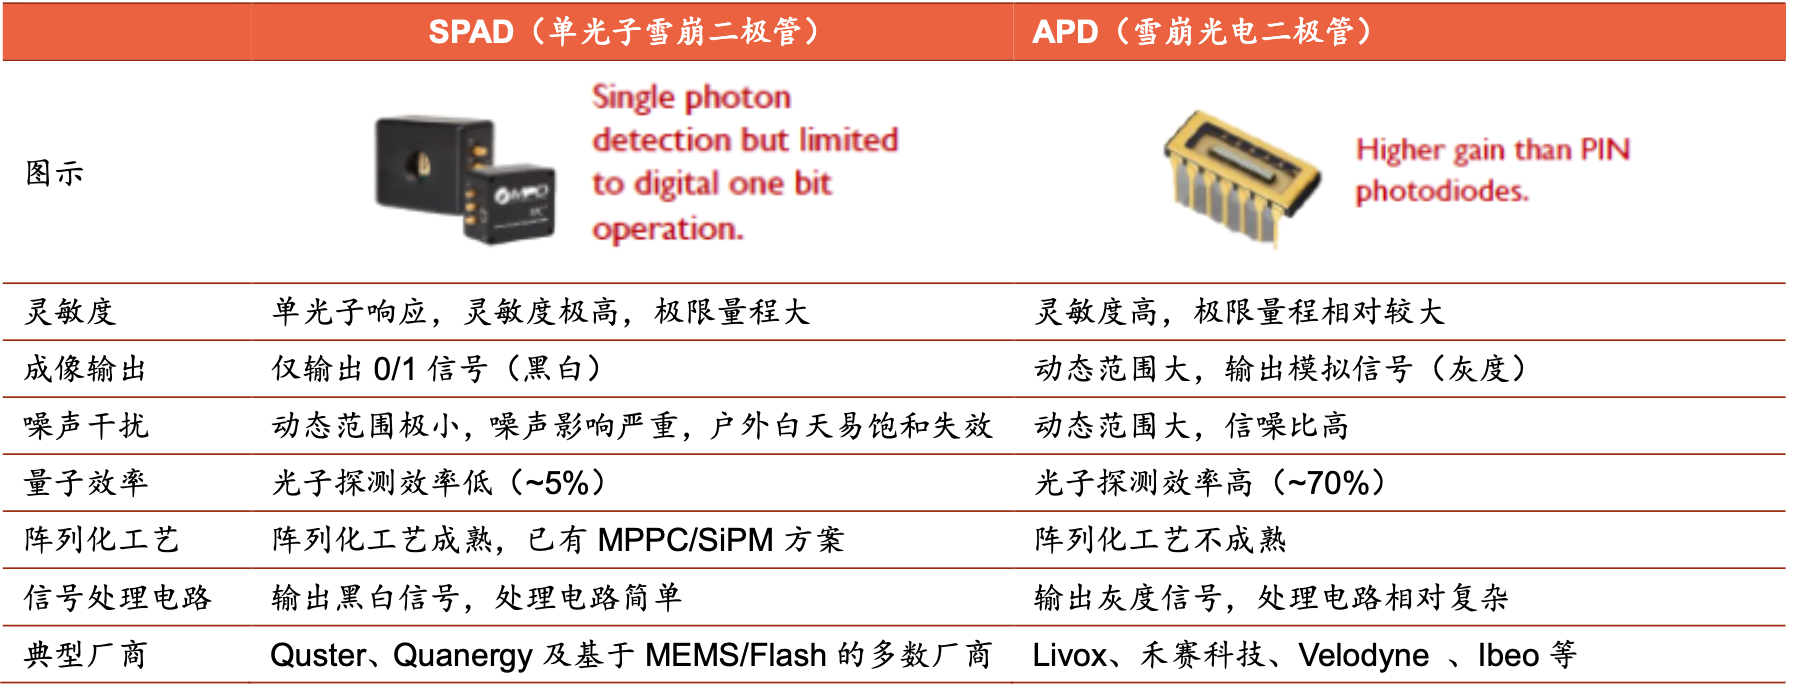 SPAD（单光子雪崩二极管） APD（雪崩光电二极管）
图示
Single photon
detection but limited
to digital one bit
operation.
MPD
Higher gain than PIN
photodiodes.
灵敏度 单光子响应，灵敏度极高，极限量程大 灵敏度高，极限量程相对较大
成像输出 仅输出 0/1 信号（黑白） 动态范围大，输出模拟信号（灰度）
噪声干扰 动态范围极小，噪声影响严重，户外白天易饱和失效 动态范围大，信噪比高
量子效率 光子探测效率低（~5%） 光子探测效率高（~70%）
阵列化工艺 阵列化工艺成熟，已有 MPPC/SiPM 方案 阵列化工艺不成熟
信号处理电路 输出黑白信号，处理电路简单 输出灰度信号，处理电路相对复杂
典型厂商 Quster、Quanergy 及基于 MEMS/Flash 的多数厂商 Livox、禾赛科技、Velodyne 、Ibeo 等